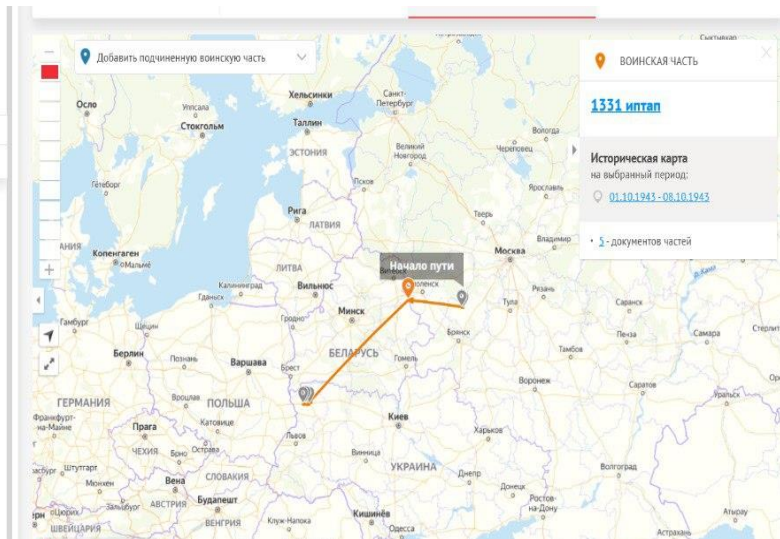 Добавить подчиненную воинскую часть
ВОИНСКАЯ ЧАСТЬ
1331 иптап
Историческая карта
на выбранный период:
01.10.1943 - 08.10.1943
5 - документов частей
Начало пути
Сыктывкар
Осло
Уппсала
Стокгольм
Хельсинки
Санкт-
Петербург
Таллин
ЭСТОНИЯ
Великий
Новгород
Вологда
Череповец
Гётеборг
Псков
Ярославль
Рига
ЛАТВИЯ
Тверь
Владимир
Москва
Копенгаген
Мальмё
ЛИТВА
Калининград
Вильнюс
Гданьск
Рязань
Тула
Саранск
Гамбург
Щецин
Гродно
Минск
Брянск
Пенза
Самара
Берлин
Познань
Варшава
Брест
БЕЛАРУСЬ
Гомель
Тамбов
Воронеж
Саратов
Уральск
ГЕРМАНИЯ
Вроцлав
ПОЛЬША
Франкфурт-
на-Майне
Прага
Катовице
Львов
Киев
Харьков
ЧЕХИЯ
Брно
Острава
Винница
Штутгарт
Мюнхен
Вена
СЛОВАКИЯ
УКРАИНА
Днепр
Волгоград
Донецк
Зальцбург
АВСТРИЯ
Будапешт
Ростов-
на-Дону
Цюрих
ШВЕЙЦАРИЯ
ВЕНГРИЯ
Клуж-Напока
Кишинёв
Одесса
Атырау
Астрахань